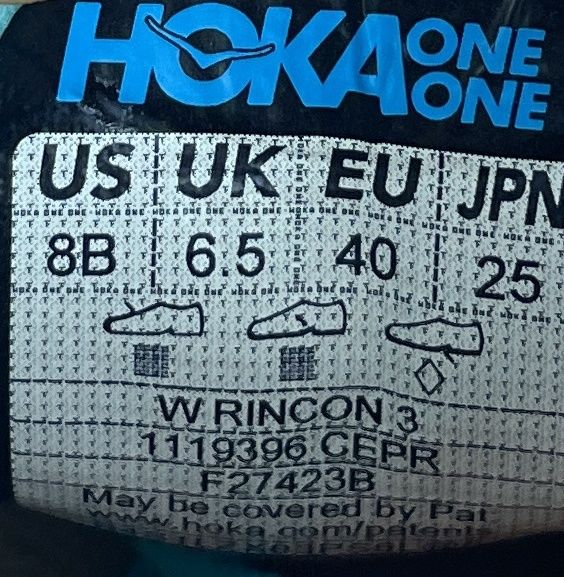 HOKA ONE ONE
US UK EU JPN
8B 6.5 40 25
W RINCON 3
1119396 CEPR
F27423B
May be covered by Pat
www.hoka.com/patent